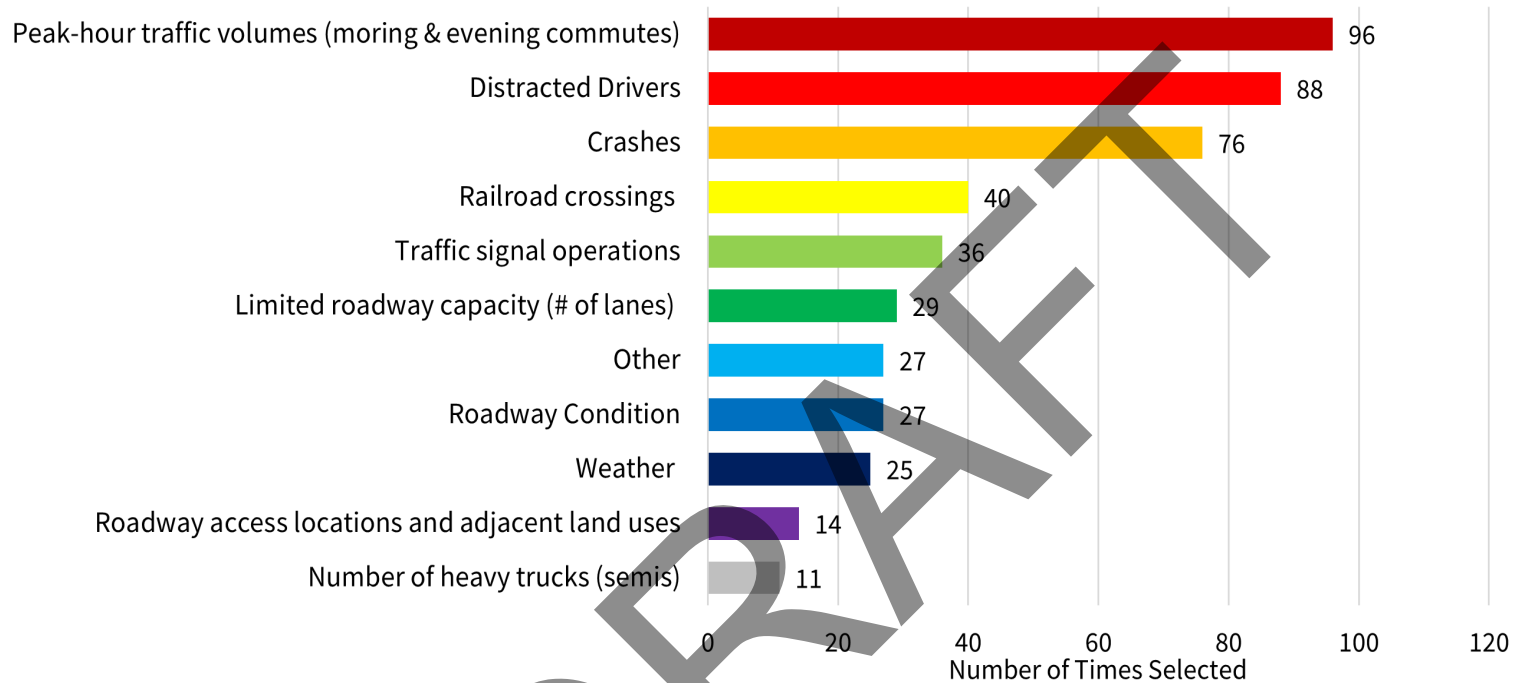 Peak-hour traffic volumes (moring & evening commutes) 96
Distracted Drivers 88
Crashes 76
Railroad crossings 40
Traffic signal operations 36
Limited roadway capacity (# of lanes) 29
Other 27
Roadway Condition 27
Weather 25
Roadway access locations and adjacent land uses 14
Number of heavy trucks (semis) 11
0 20 40 60 80 100 120
Number of Times Selected
DRAFT